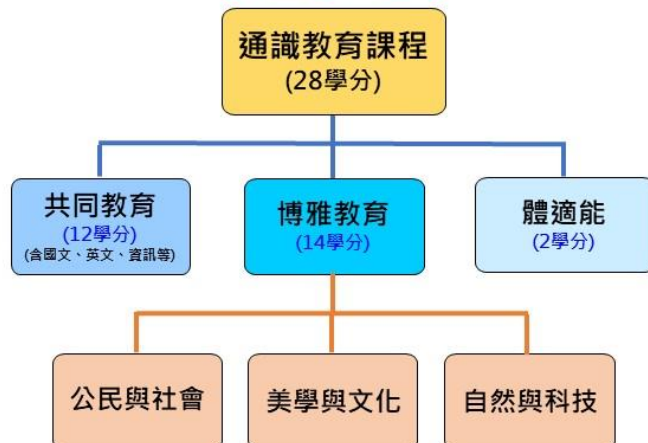 通識教育課程
(28學分)
共同教育
(12學分)
(含國文、英文、資訊等)
博雅教育
(14學分)
體適能
(2學分)
公民與社會
美學與文化
自然與科技